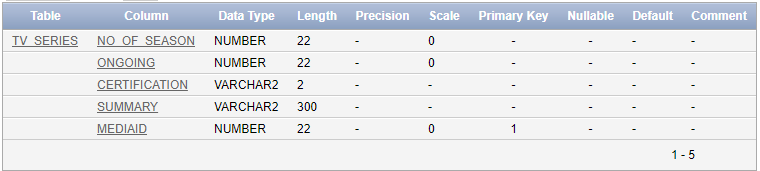 Table Column Data Type Length Precision Scale Primary Key Nullable Default Comment
TV_SERIES NO_OF_SEASON NUMBER 22 - 0 - - - -
ONGOING NUMBER 22 - 0 - - - -
CERTIFICATION VARCHAR2 2 - - - - - -
SUMMARY VARCHAR2 300 - - - - - -
MEDIAID NUMBER 22 - 0 1 - - -
1 - 5